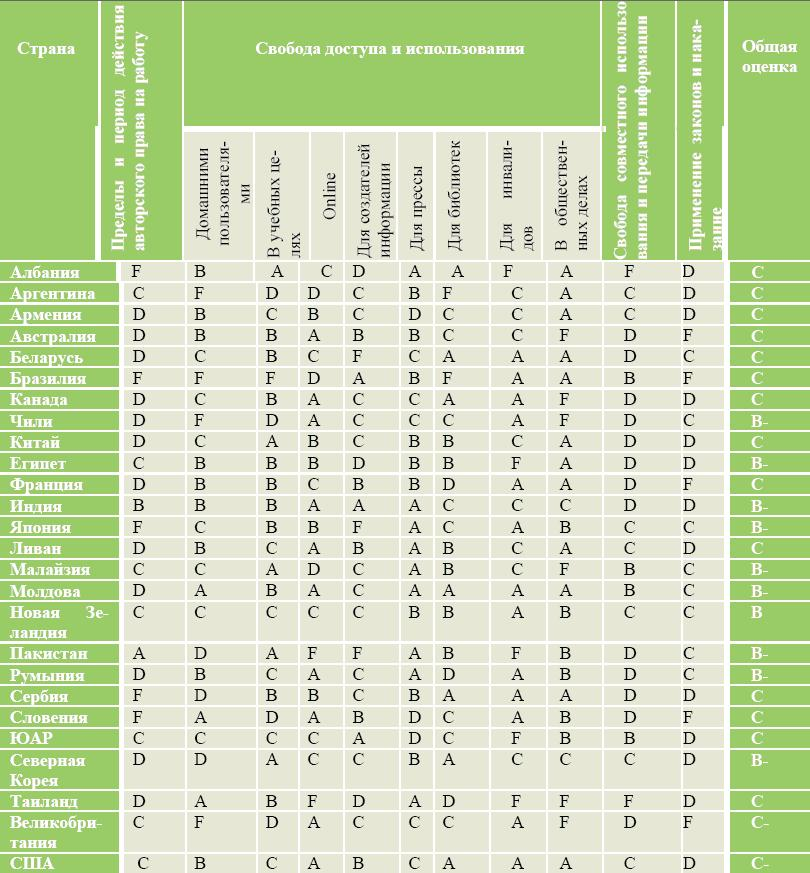 Страна
Пределы и период действия
авторского права на работу
Свобода доступа и использования
Свобода совместного использо
вания и передачи информации
Применение законов и нака-
зание
Общая
оценка
Домашними
пользователя-
ми
В учебных це-
лях
Online
Для создателей
информации
Для прессы
Для библиотек
Для инвали-
дов
В обществен-
ных делах
Албания F B A C D A A F A F D C
Аргентина C F D D C B F C A C D C
Армения D B C B C D C C A C D C
Австралия D B B A B B C C F D F C
Беларусь D C B C F C A A A D C C
Бразилия F F F D A B F A A B F C
Канада D C B A C C A A F D D C
Чили D F D A C C C A F D C B-
Китай D C A B C B B C A D D C
Египет C B B B D B B F A D D B-
Франция D B B C B B D A A D F C
Индия B B B A A A C C C D D B-
Япония F C B B F A C A B C C B-
Ливан D B C A B A B C A C D C
Малайзия C C A D C A B C F B C B-
Молдова D A B A C A A A A B C B-
Новая Зе-
ландия C C C C C B B A B C C B
Пакистан A D A F F A B F B D C B-
Румыния D B C A C A D A B D C B-
Сербия F D B B C B A A A D D C
Словения F A D A B D C A B D F C
ЮАР C C C C A D C F B B D C
Северная
Корея D D A C C B A C C C D B-
Таиланд D A B F D A D F F F D C
Великобри-
тания C F D A C C C A F D F C-
США C B C A B C A A A C D C-